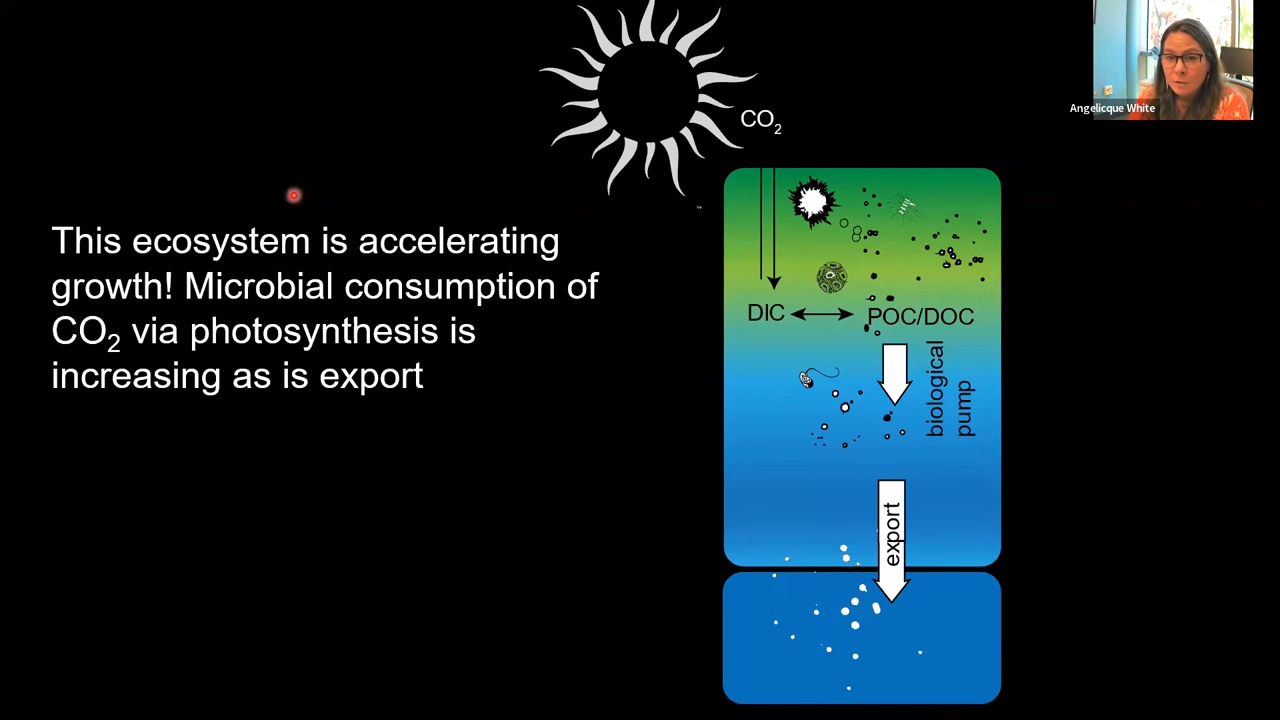 Angelicque White
CO₂
This ecosystem is accelerating
growth! Microbial consumption of
CO₂ via photosynthesis is
increasing as is export
DIC
POC/DOC
biological
pump
export